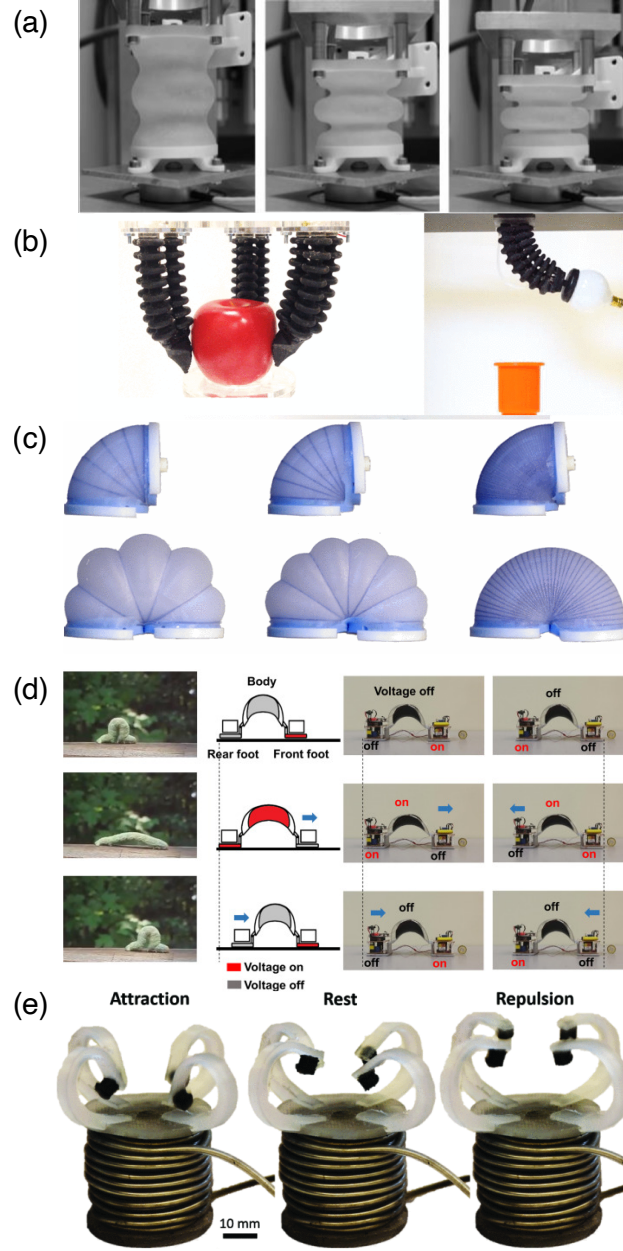 (a)
(b)
(c)
(d)
Body
Rear foot Front foot
Voltage on
Voltage off
Voltage off
off on
off
on off
on
on off
on
off on
off
off on
off
on off
(e)
Attraction Rest Repulsion
10 mm